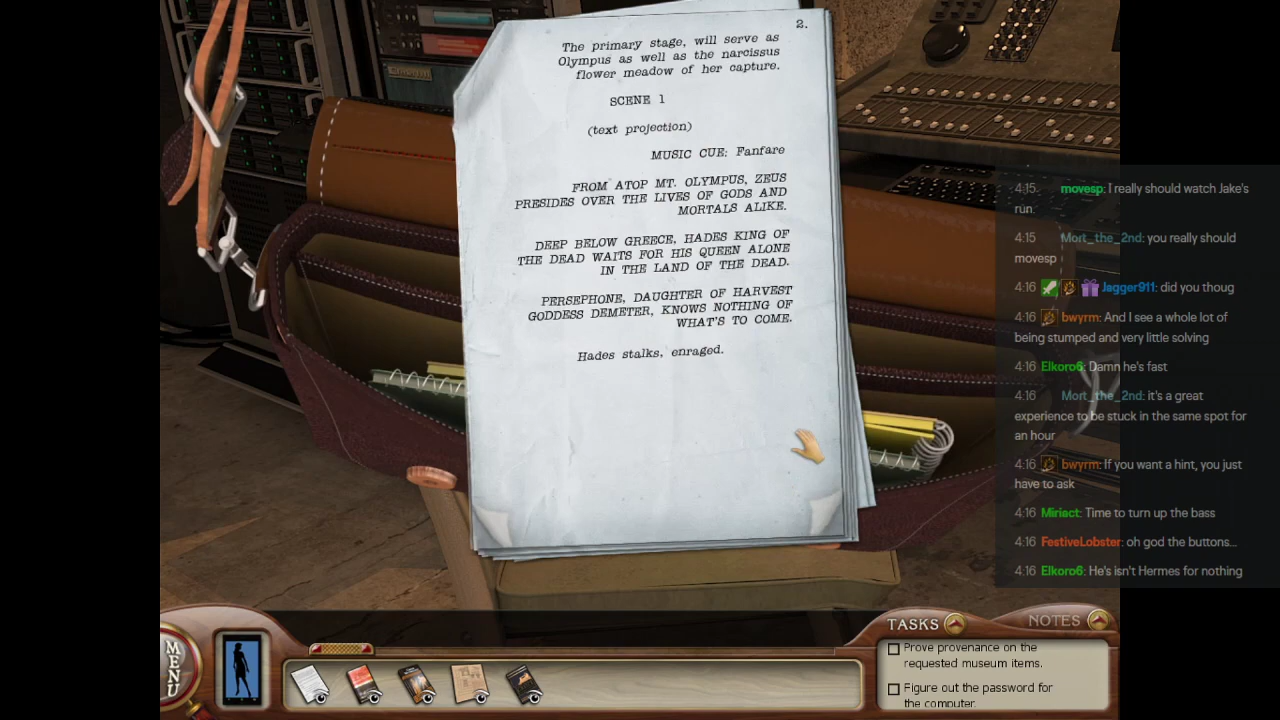 2.
The primary stage, will serve as
Olympus as well as the narcissus
flower meadow of her capture.
SCENE 1
(text projection)
MUSIC CUE: Fanfare
FROM ATOP MT. OLYMPUS, ZEUS
PRESIDES OVER THE LIVES OF GODS AND
MORTALS ALIKE.
DEEP BELOW GREECE, HADES KING OF
THE DEAD WAITS FOR HIS QUEEN ALONE
IN THE LAND OF THE DEAD.
PERSEPHONE, DAUGHTER OF HARVEST
GODDESS DEMETER, KNOWS NOTHING OF
WHAT'S TO COME.
Hades stalks, enraged.
4:15 movesp: I really should watch Jake's
run.
4:15 Mort_the_2nd: you really should
movesp
4:16 Jagger911: did you thoug
4:16 bwyrm: And I see a whole lot of
being stumped and very little solving
4:16 Elkoro6: Damn he's fast
4:16 Mort_the_2nd: it's a great
experience to be stuck in the same spot for
an hour
4:16 bwyrm: If you want a hint, you just
have to ask
4:16 Miriact: Time to turn up the bass
4:16 FestiveLobster: oh god the buttons...
4:16 Elkoro6: He's isn't Hermes for nothing
MENU
TASKS
NOTES
Prove provenance on the
requested museum items.
Figure out the password for
the computer.